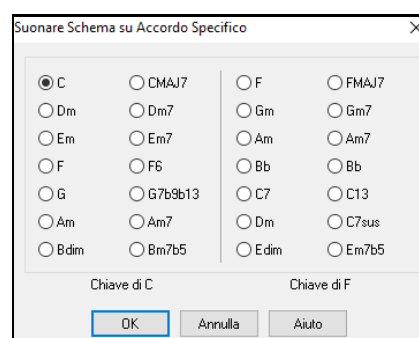 Suonare Schema su Accordo Specifico
C CMAJ7 F FMAJ7
Dm Dm7 Gm Gm7
Em Em7 Am Am7
F F6 Bb Bb
G G7b9b13 C7 C13
Am Am7 Dm C7sus
Bdim Bm7b5 Edim Em7b5
Chiave di C Chiave di F
OK Annulla Aiuto